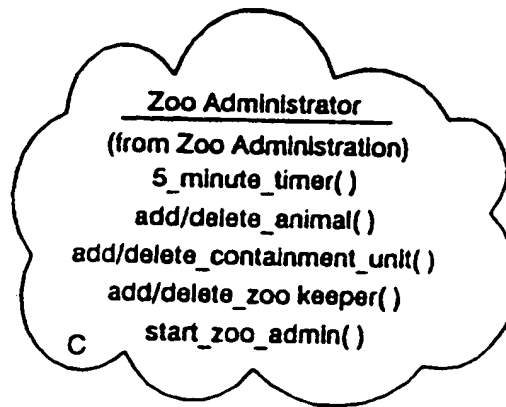 Zoo Administrator
(from Zoo Administration)
5_minute_timer( )
add/delete_animal( )
add/delete_containment_unit( )
add/delete_zoo keeper( )
start_zoo_admin( )
C